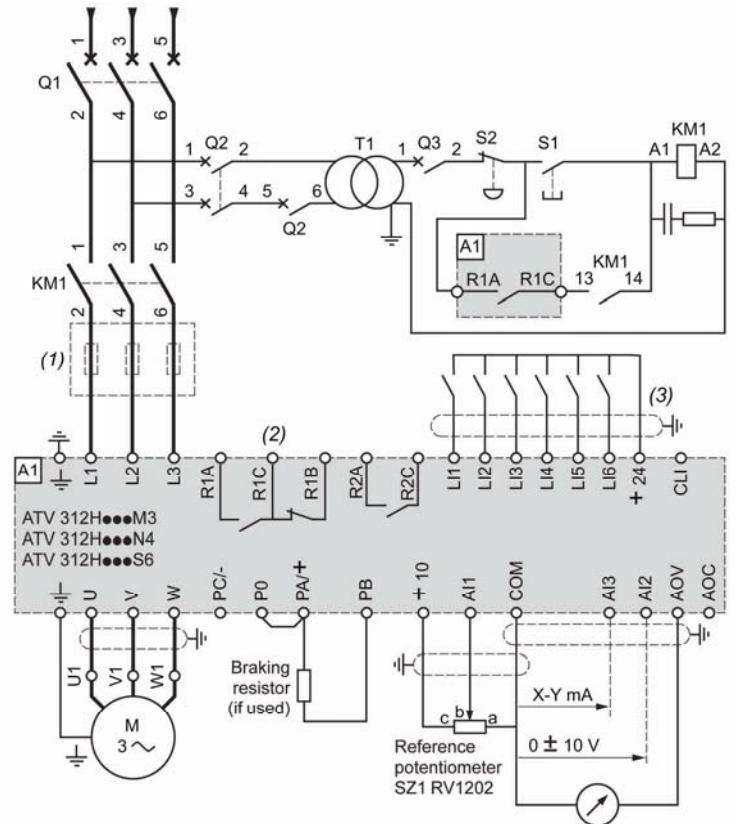 1 3 5
Q1
2 4 6
1 Q2 2
3 4 5 6
Q2
T1
1 Q3 2
S2
S1
KM1
A1 A2
A1
R1A R1C
KM1
13 14
1 3 5
KM1
2 4 6
(1)
(2)
(3)
A1
L1 L2 L3 R1A R1C R1B R2A R2C LI1 LI2 LI3 LI4 LI5 LI6 + 24 CLI
ATV 312H●●●M3
ATV 312H●●●N4
ATV 312H●●●S6
U V W PC/- P0 PA/+ PB + 10 AI1 COM AI3 AI2 AOV AOC
U1 V1 W1
M
3 ~
Braking
resistor
(if used)
c b a
Reference
potentiometer
SZ1 RV1202
X-Y mA
0 ± 10 V